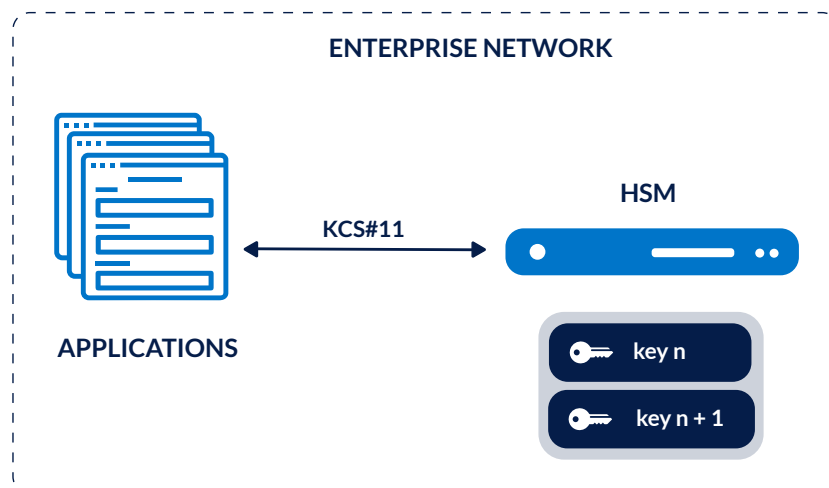 ENTERPRISE NETWORK
HSM
KCS#11
APPLICATIONS
key n
key n + 1